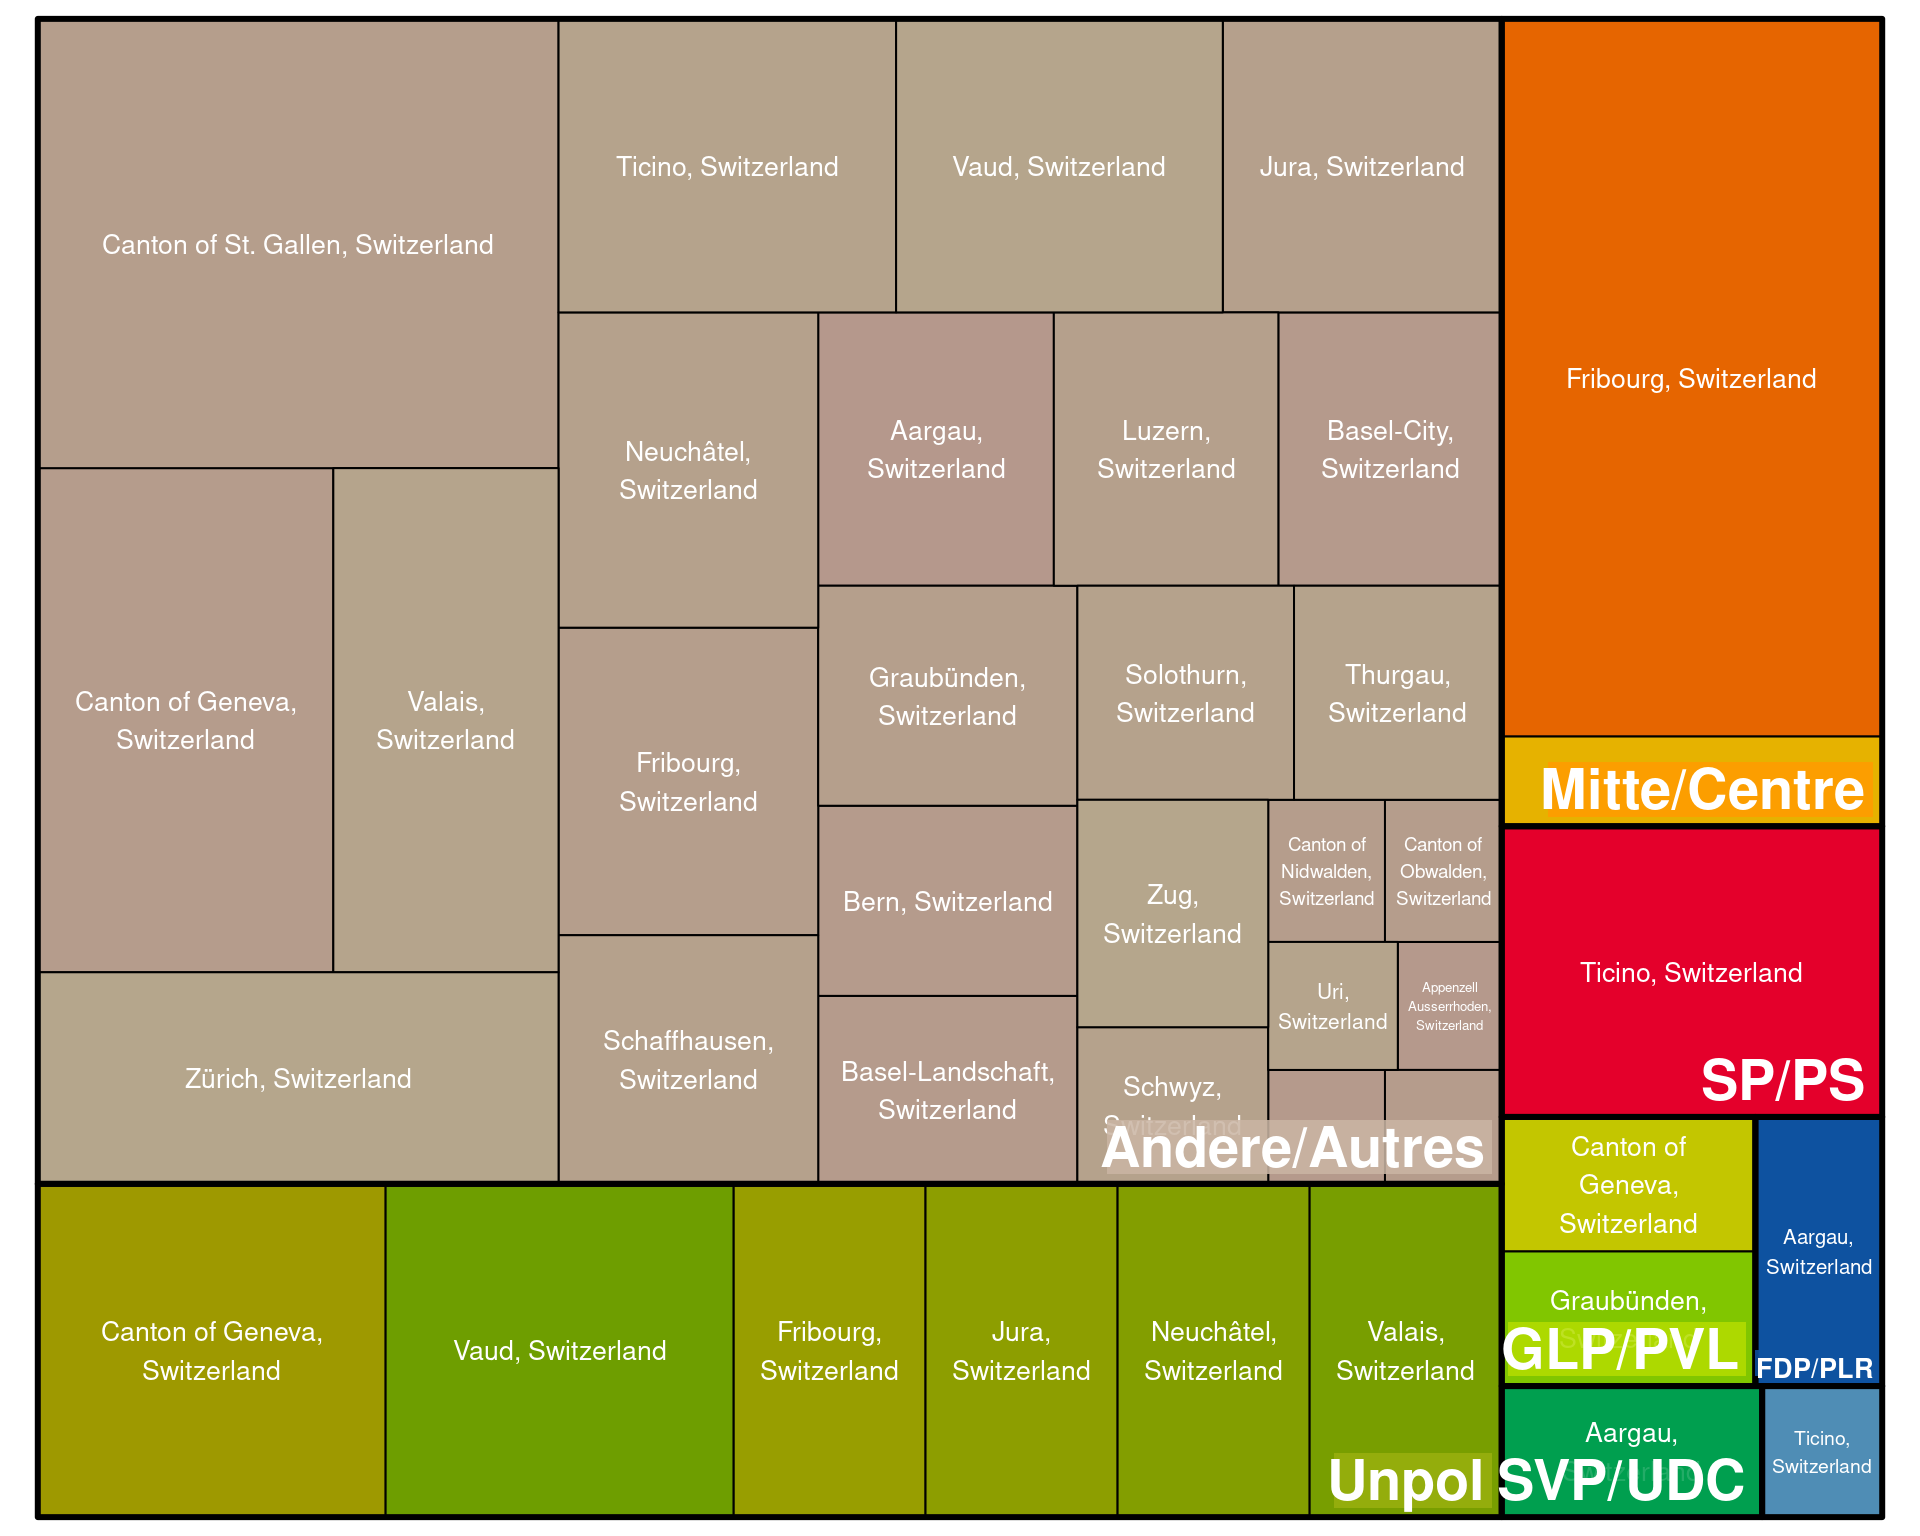 Canton of St. Gallen, Switzerland
Ticino, Switzerland
Vaud, Switzerland
Jura, Switzerland
Canton of Geneva,
Switzerland
Valais,
Switzerland
Zürich, Switzerland
Neuchâtel,
Switzerland
Fribourg,
Switzerland
Schaffhausen,
Switzerland
Aargau,
Switzerland
Luzern,
Switzerland
Basel-City,
Switzerland
Graubünden,
Switzerland
Bern, Switzerland
Basel-Landschaft,
Switzerland
Solothurn,
Switzerland
Thurgau,
Switzerland
Zug,
Switzerland
Schwyz,
Switzerland
Canton of
Nidwalden,
Switzerland
Canton of
Obwalden,
Switzerland
Uri,
Switzerland
Appenzell
Ausserrhoden,
Switzerland
Andere/Autres
Canton of Geneva,
Switzerland
Vaud, Switzerland
Fribourg,
Switzerland
Jura,
Switzerland
Neuchâtel,
Switzerland
Valais,
Switzerland
Unpol
Fribourg, Switzerland
Mitte/Centre
Ticino, Switzerland
SP/PS
Canton of
Geneva,
Switzerland
Graubünden,
GLP/PVL
Aargau,
Switzerland
FDP/PLR
Aargau,
SVP/UDC
Ticino,
Switzerland